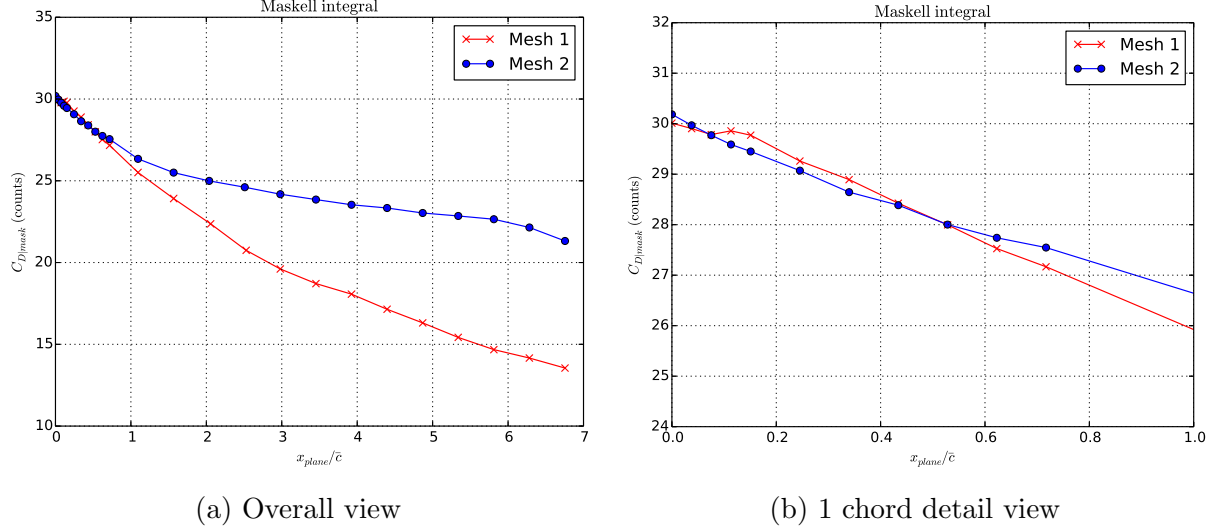 Maskell integral
35
30
25
20
15
10
0 1 2 3 4 5 6 7
C_{D|mask} (counts)
x_{plane}/c̄
Mesh 1
Mesh 2
(a) Overall view
Maskell integral
32
31
30
29
28
27
26
25
24
0.0 0.2 0.4 0.6 0.8 1.0
C_{D|mask} (counts)
x_{plane}/c̄
Mesh 1
Mesh 2
(b) 1 chord detail view